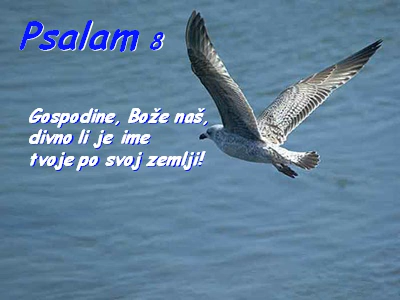 Psalam 8
Gospodine, Bože naš,
divno li je ime
tvoje po svoj zemlji!